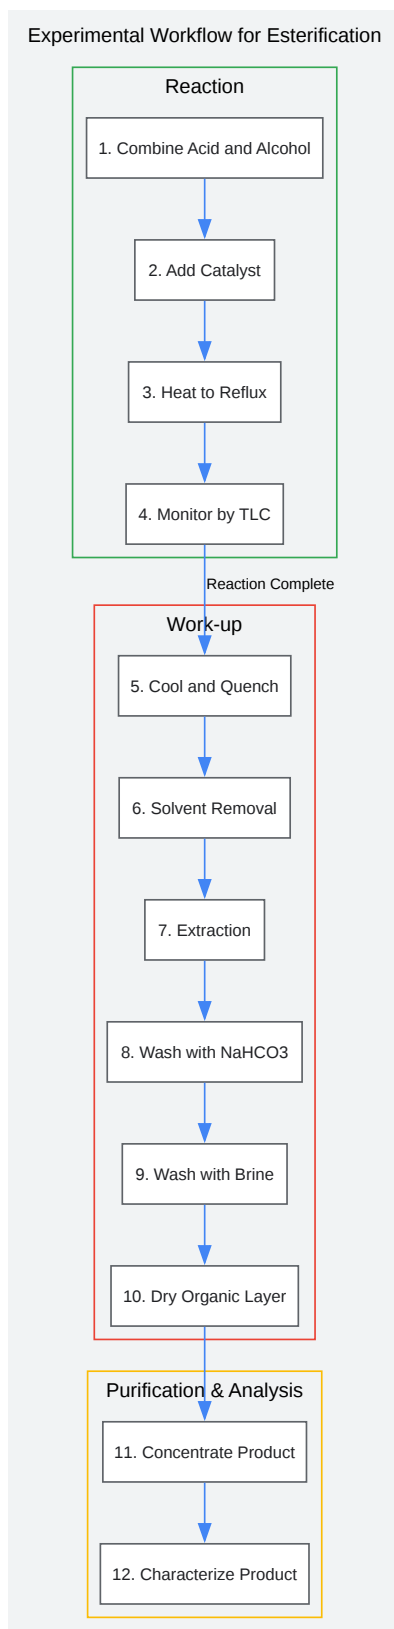 Experimental Workflow for Esterification
Reaction
1. Combine Acid and Alcohol
2. Add Catalyst
3. Heat to Reflux
4. Monitor by TLC
Reaction Complete
Work-up
5. Cool and Quench
6. Solvent Removal
7. Extraction
8. Wash with NaHCO3
9. Wash with Brine
10. Dry Organic Layer
Purification & Analysis
11. Concentrate Product
12. Characterize Product